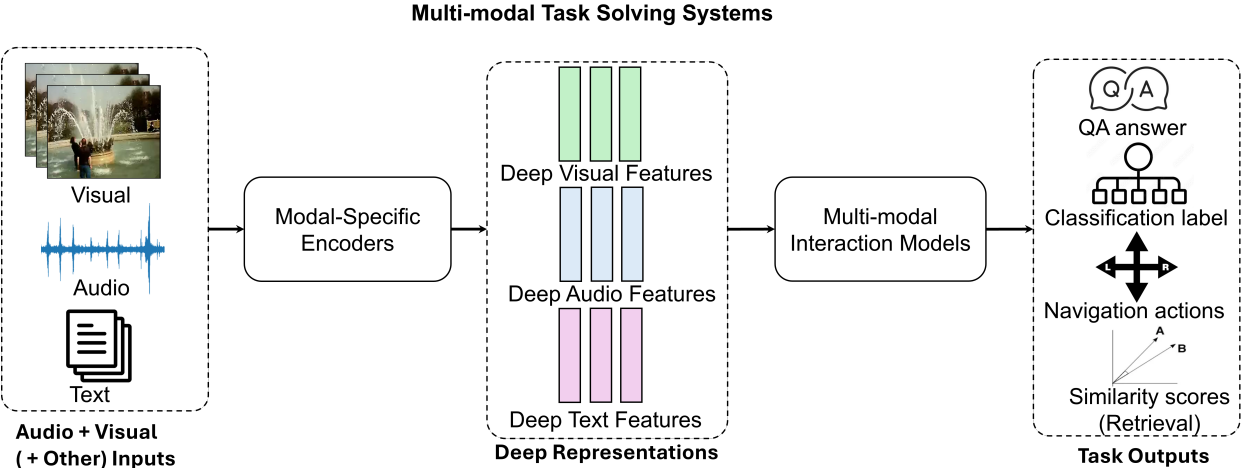 Multi-modal Task Solving Systems
Visual
Audio
Text
Audio + Visual
( + Other) Inputs
Modal-Specific
Encoders
Deep Visual Features
Deep Audio Features
Deep Text Features
Deep Representations
Multi-modal
Interaction Models
Q A
QA answer
Classification label
L R
Navigation actions
A
B
Similarity scores
(Retrieval)
Task Outputs